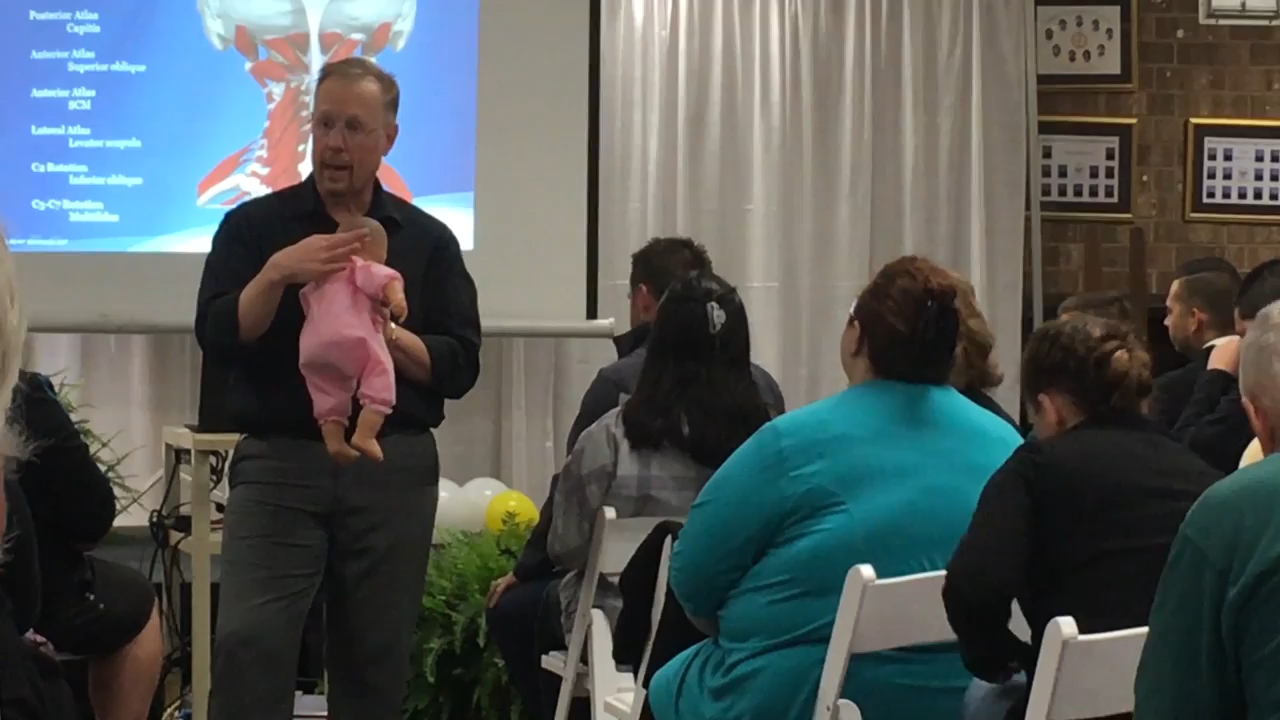 Posterior Atlas
Capitis
Anterior Atlas
Superior oblique
Anterior Atlas
SCM
Lateral Atlas
Levator scapula
C2 Rotation
Inferior oblique
C3-C7 Rotation
Multifidus